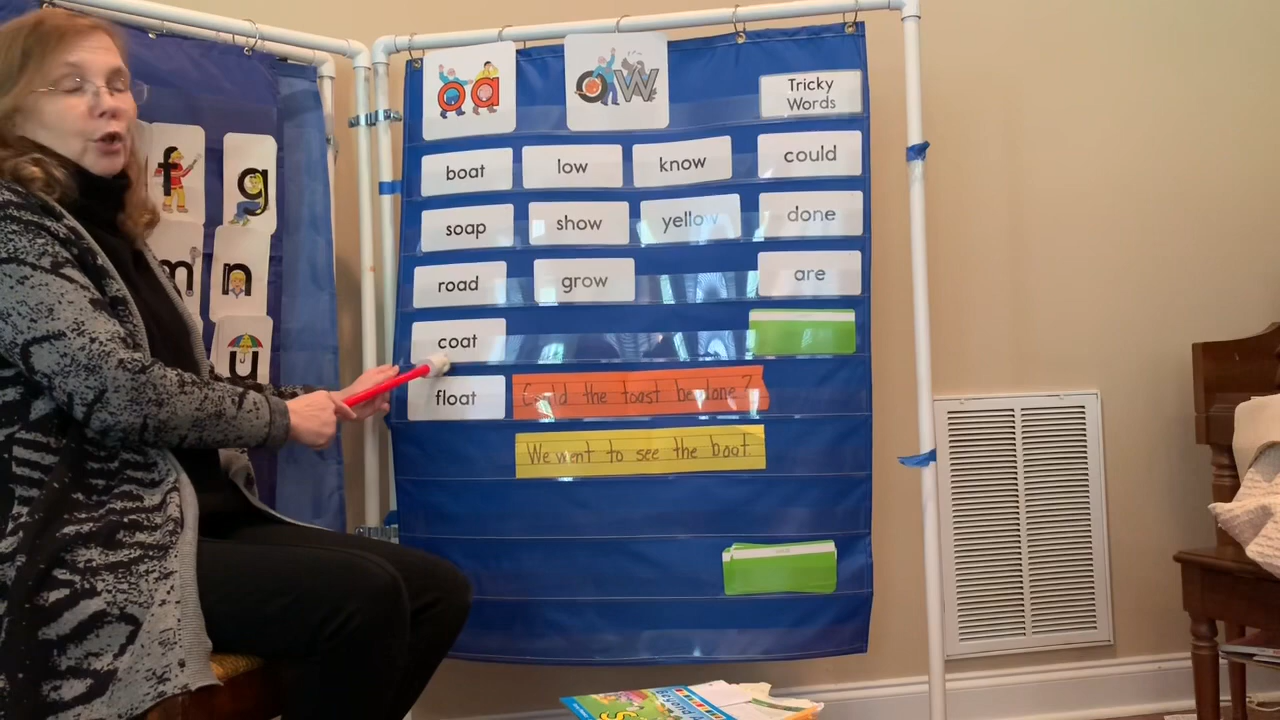 oa
ow
Tricky
Words
boat low know could
soap show yellow done
road grow are
coat
float
Could the toast be done?
We went to see the boat.
f g
m n
u
Beyond